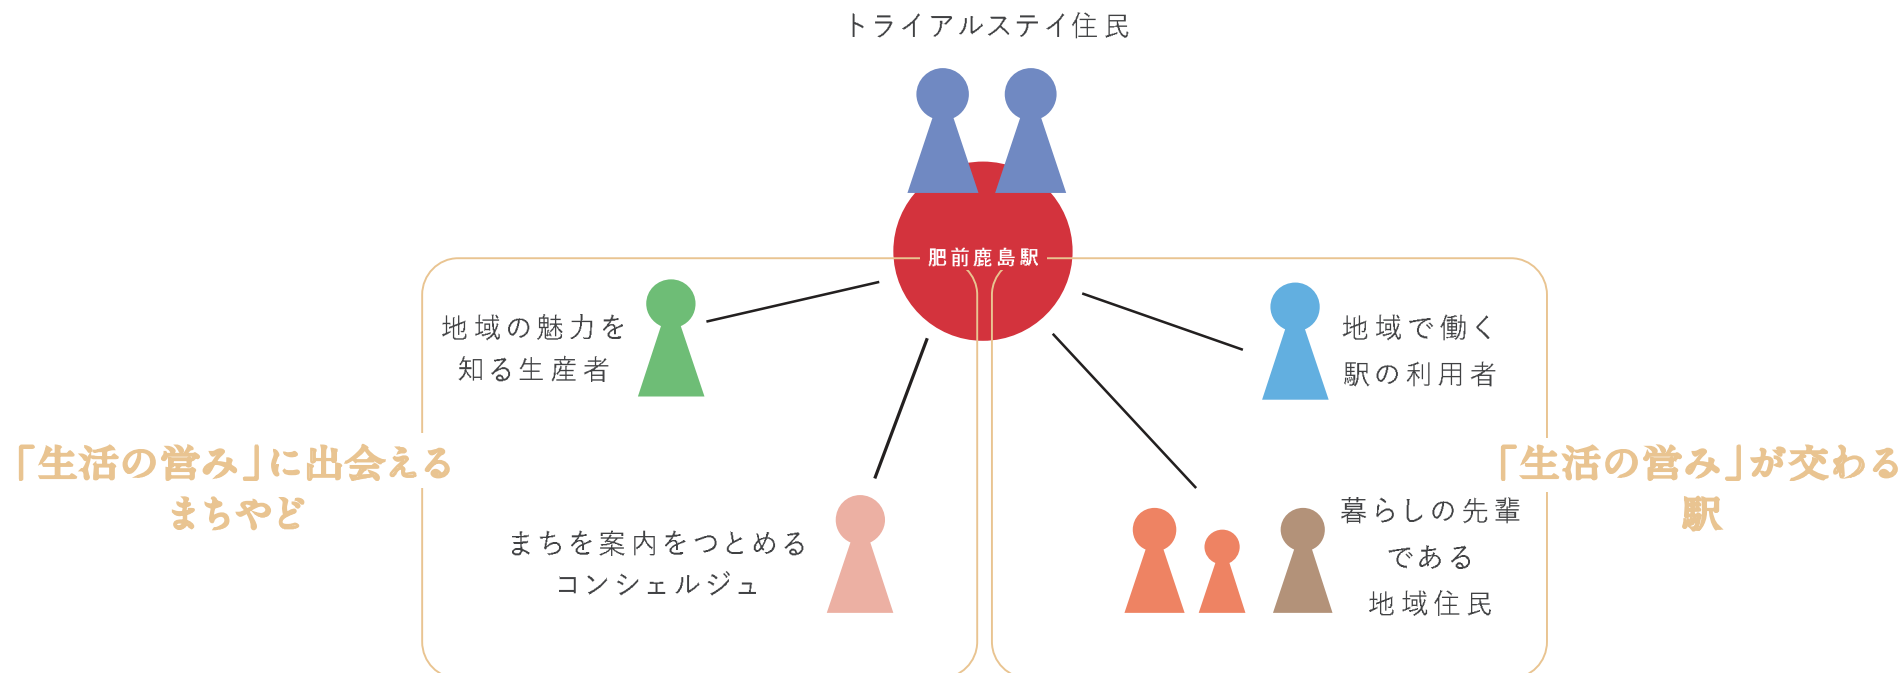 トライアルステイ住民
肥前鹿島駅
地域の魅力を
知る生産者
地域で働く
駅の利用者
「生活の営み」に出会える
まちやど
「生活の営み」が交わる
駅
まちを案内をつとめる
コンシェルジュ
暮らしの先輩
である
地域住民